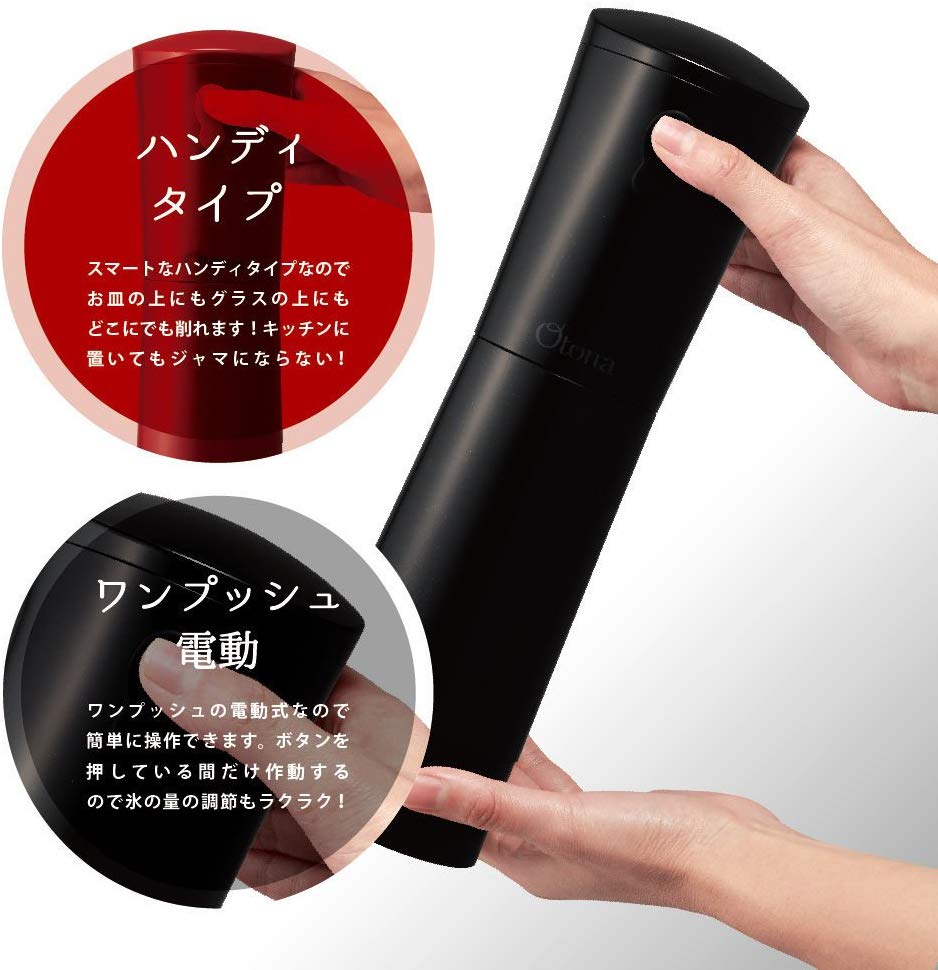 ハンディ
タイプ
スマートなハンディタイプなので
お皿の上にもグラスの上にも
どこにでも削れます！キッチンに
置いてもジャマにならない！
Otona
ワンプッシュ
電動
ワンプッシュの電動式なので
簡単に操作できます。ボタンを
押している間だけ作動する
ので氷の量の調節もラクラク！